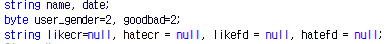 string name, date;
byte user_gender=2, goodbad=2;
string likecr=null, hatecr = null, likefd = null, hatefd = null;